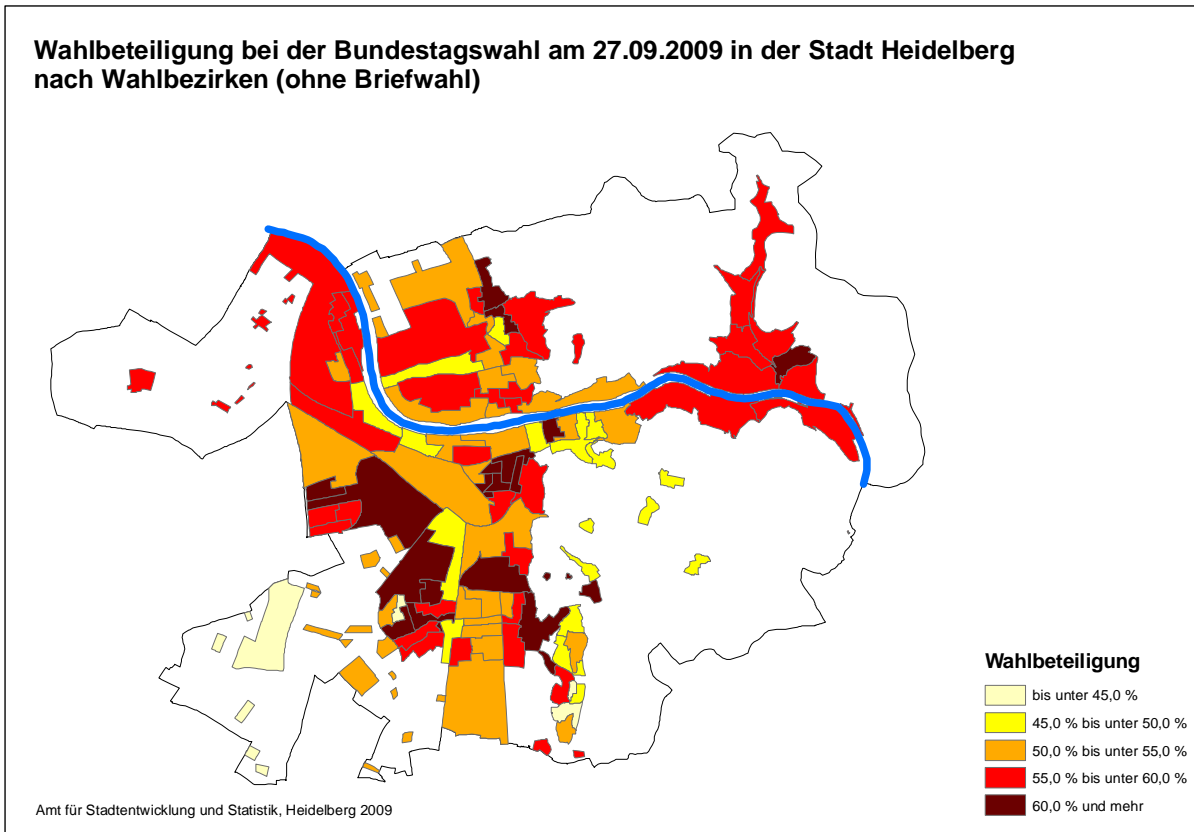 Wahlbeteiligung bei der Bundestagswahl am 27.09.2009 in der Stadt Heidelberg
nach Wahlbezirken (ohne Briefwahl)
Wahlbeteiligung
bis unter 45,0 %
45,0 % bis unter 50,0 %
50,0 % bis unter 55,0 %
55,0 % bis unter 60,0 %
60,0 % und mehr
Amt für Stadtentwicklung und Statistik, Heidelberg 2009